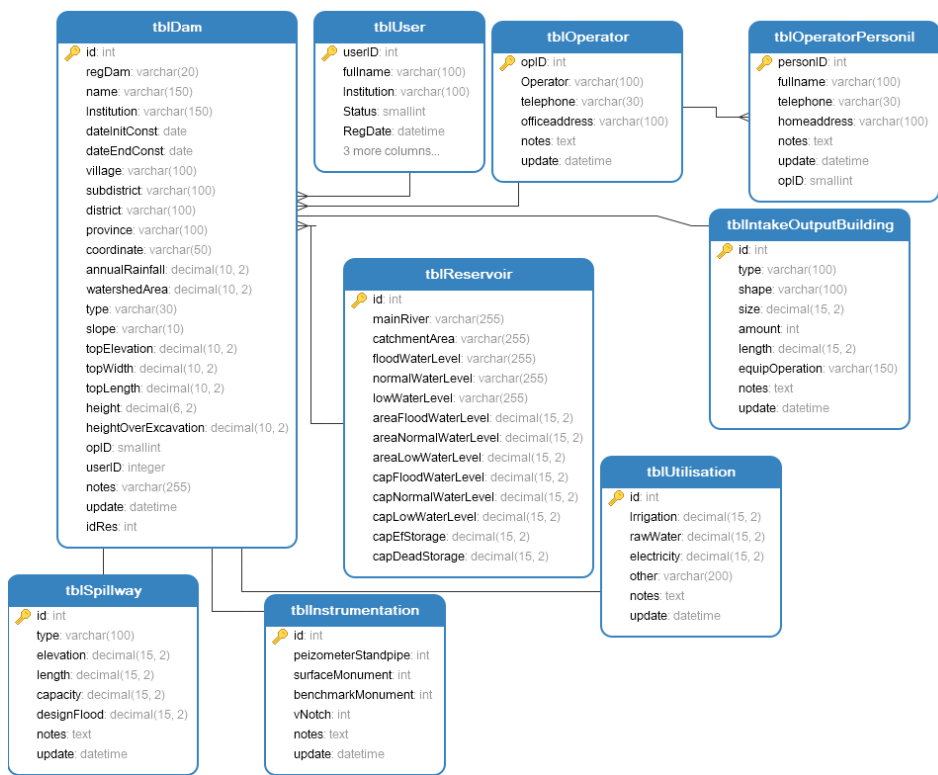 tblDam
id: int
regDam: varchar(20)
name: varchar(150)
Institution: varchar(150)
dateInitConst: date
dateEndConst: date
village: varchar(100)
subdistrict: varchar(100)
district: varchar(100)
province: varchar(100)
coordinate: varchar(50)
annualRainfall: decimal(10, 2)
watershedArea: decimal(10, 2)
type: varchar(30)
slope: varchar(10)
topElevation: decimal(10, 2)
topWidth: decimal(10, 2)
topLength: decimal(10, 2)
height: decimal(6, 2)
heightOverExcavation: decimal(10, 2)
opID: smallint
userID: integer
notes: varchar(255)
update: datetime
idRes: int
tblUser
userID: int
fullname: varchar(100)
Institution: varchar(100)
Status: smallint
RegDate: datetime
3 more columns...
tblOperator
opID: int
Operator: varchar(100)
telephone: varchar(30)
officeaddress: varchar(100)
notes: text
update: datetime
tblOperatorPersonil
personID: int
fullname: varchar(100)
telephone: varchar(30)
homeaddress: varchar(100)
notes: text
update: datetime
opID: smallint
tblIntakeOutputBuilding
id: int
type: varchar(100)
shape: varchar(100)
size: decimal(15, 2)
amount: int
length: decimal(15, 2)
equipOperation: varchar(150)
notes: text
update: datetime
tblReservoir
id: int
mainRiver: varchar(255)
catchmentArea: varchar(255)
floodWaterLevel: varchar(255)
normalWaterLevel: varchar(255)
lowWaterLevel: varchar(255)
areaFloodWaterLevel: decimal(15, 2)
areaNormalWaterLevel: decimal(15, 2)
areaLowWaterLevel: decimal(15, 2)
capFloodWaterLevel: decimal(15, 2)
capNormalWaterLevel: decimal(15, 2)
capLowWaterLevel: decimal(15, 2)
capEfStorage: decimal(15, 2)
capDeadStorage: decimal(15, 2)
tblUtilisation
id: int
Irrigation: decimal(15, 2)
rawWater: decimal(15, 2)
electricity: decimal(15, 2)
other: varchar(200)
notes: text
update: datetime
tblSpillway
id: int
type: varchar(100)
elevation: decimal(15, 2)
length: decimal(15, 2)
capacity: decimal(15, 2)
designFlood: decimal(15, 2)
notes: text
update: datetime
tblInstrumentation
id: int
peizometerStandpipe: int
surfaceMonument: int
benchmarkMonument: int
vNotch: int
notes: text
update: datetime